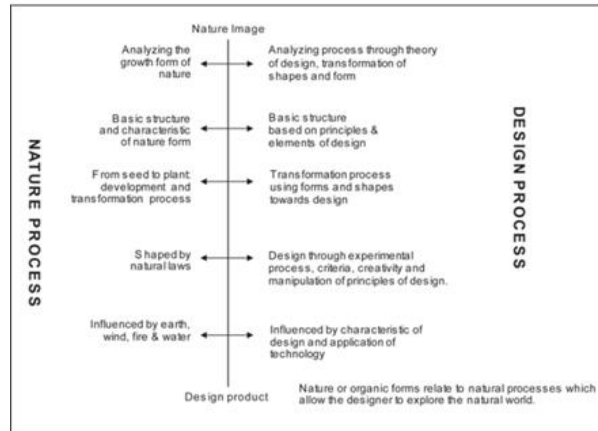 Nature Image
Analyzing the
growth form of
nature
Analyzing process through theory
of design, transformation of
shapes and form
Basic structure
and characteristic
of nature form
Basic structure
based on principles &
elements of design
From seed to plant:
development and
transformation process
Transformation process
using forms and shapes
towards design
Shaped by
natural laws
Design through experimental
process, criteria, creativity and
manipulation of principles of design.
Influenced by earth,
wind, fire & water
Influenced by characteristic of
design and application of
technology
Design product
Nature or organic forms relate to natural processes which
allow the designer to explore the natural world.
NATURE PROCESS
DESIGN PROCESS